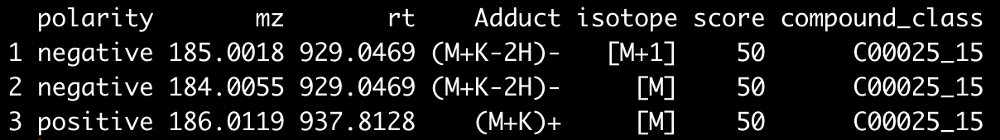 polarity mz rt Adduct isotope score compound_class
1 negative 185.0018 929.0469 (M+K-2H)- [M+1] 50 C00025_15
2 negative 184.0055 929.0469 (M+K-2H)- [M] 50 C00025_15
3 positive 186.0119 937.8128 (M+K)+ [M] 50 C00025_15